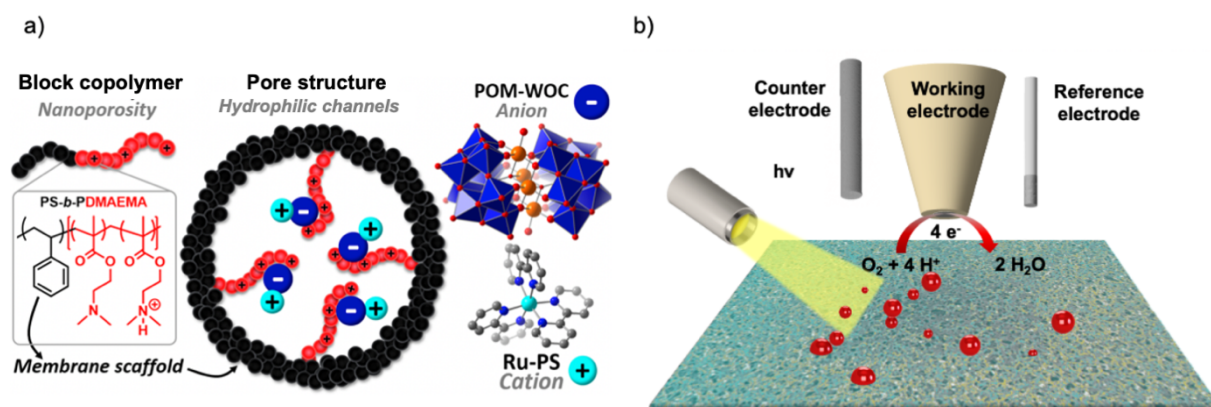 a)
Block copolymer
Nanoporosity
PS-b-PDMAEMA
Membrane scaffold
Pore structure
Hydrophilic channels
POM-WOC
Anion
Ru-PS
Cation
b)
Counter
electrode
Working
electrode
Reference
electrode
hv
4 e⁻
O₂ + 4 H⁺
2 H₂O
O
O
O
O
N
N
H
+
+
+
+
+
-
-
-
-
-
+
+
+
+
+